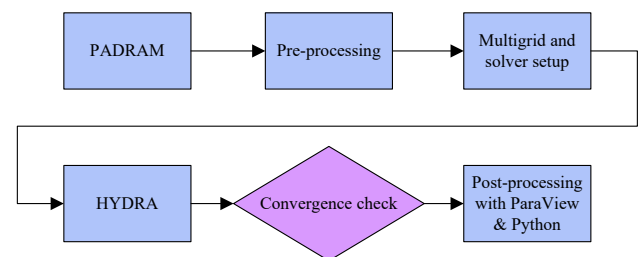 PADRAM
Pre-processing
Multigrid and
solver setup
HYDRA
Convergence check
Post-processing
with ParaView
& Python